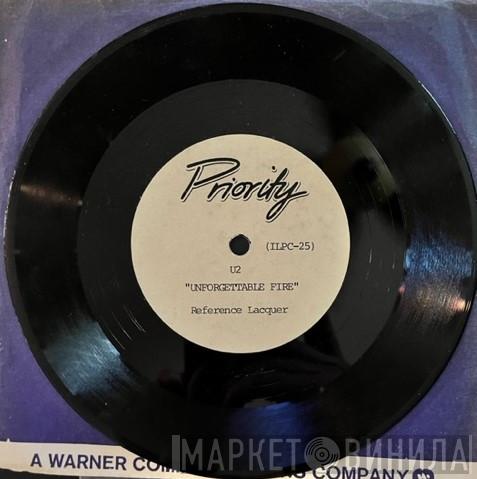 Priority
(ILPC-25)
U2
"UNFORGETTABLE FIRE"
Reference Lacquer
МАРКЕТ ВИНИЛА
A WARNER COM COMPANY